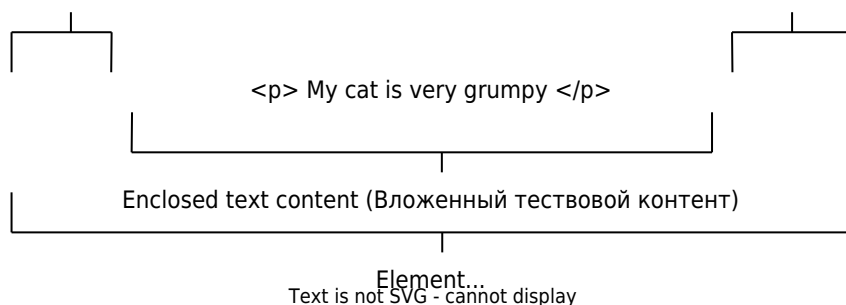 <p> My cat is very grumpy </p>
Enclosed text content (Вложенный тествовой контент)
Element...
Text is not SVG - cannot display